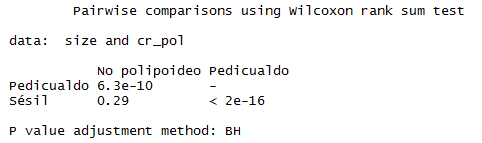 Pairwise comparisons using Wilcoxon rank sum test
data:  size and cr_pol
No polipoideo Pedicualdo
Pedicualdo 6.3e-10       -
Sésil      0.29          < 2e-16
P value adjustment method: BH